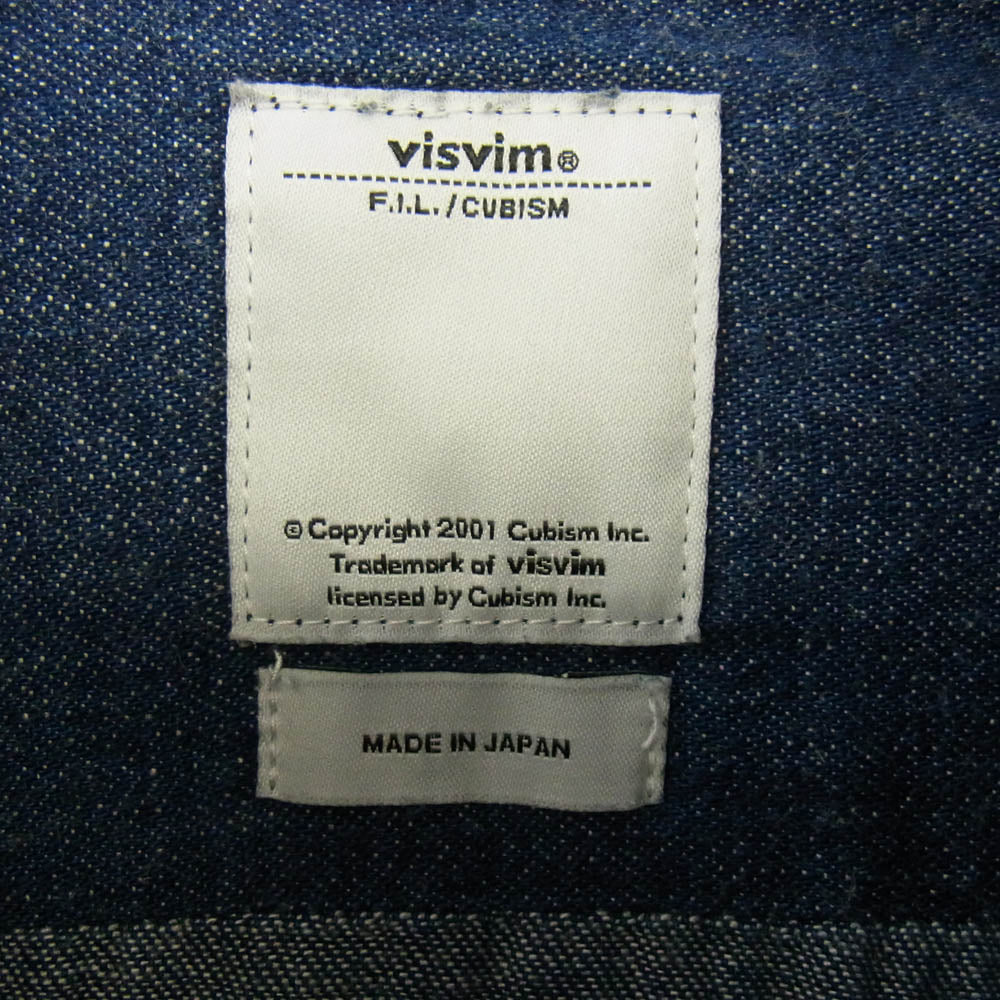 visvim®
F.I.L./CUBISM
© Copyright 2001 Cubism Inc.
Trademark of visvim
licensed by Cubism Inc.
MADE IN JAPAN